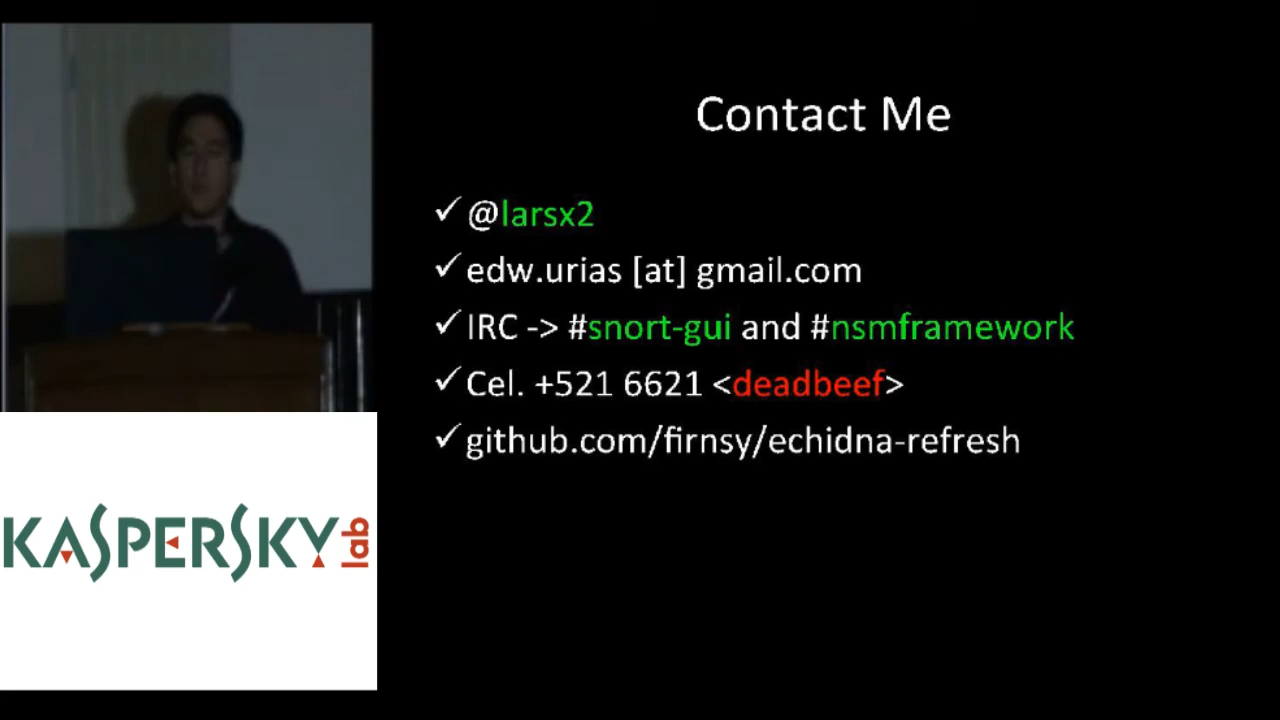 Contact Me
✓ @larsx2
✓ edw.urias [at] gmail.com
✓ IRC -> #snort-gui and #nsmframework
✓ Cel. +521 6621 <deadbeef>
✓ github.com/firnsy/echidna-refresh
KASPERSKY lab